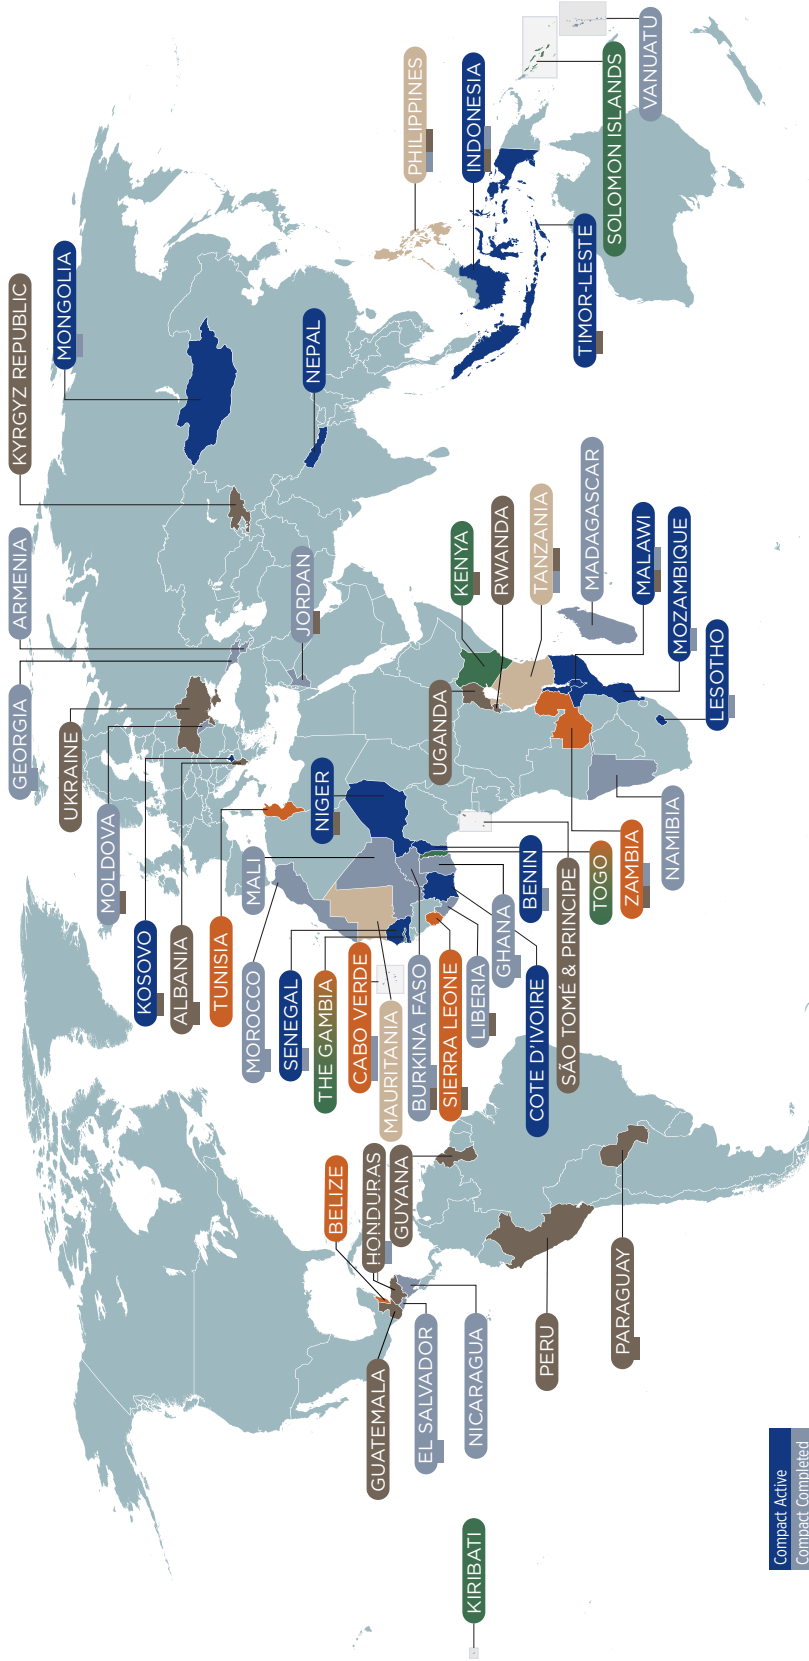 KYRGYZ REPUBLIC
ARMENIA
GEORGIA
MONGOLIA
UKRAINE
MOLDOVA
KOSOVO
ALBANIA
TUNISIA
NEPAL
JORDAN
NIGER
MALI
MOROCCO
SENEGAL
THE GAMBIA
CABO VERDE
MAURITANIA
BURKINA FASO
SIERRA LEONE
LIBERIA
GHANA
BENIN
COTE D'IVOIRE
SÃO TOMÉ & PRINCIPE
TOGO
ZAMBIA
NAMIBIA
PHILIPPINES
INDONESIA
TIMOR-LESTE
SOLOMON ISLANDS
VANUATU
UGANDA
KENYA
RWANDA
TANZANIA
MADAGASCAR
MALAWI
MOZAMBIQUE
LESOTHO
BELIZE
HONDURAS
GUYANA
GUATEMALA
EL SALVADOR
NICARAGUA
PERU
PARAGUAY
KIRIBATI
Compact Active
Compact Completed